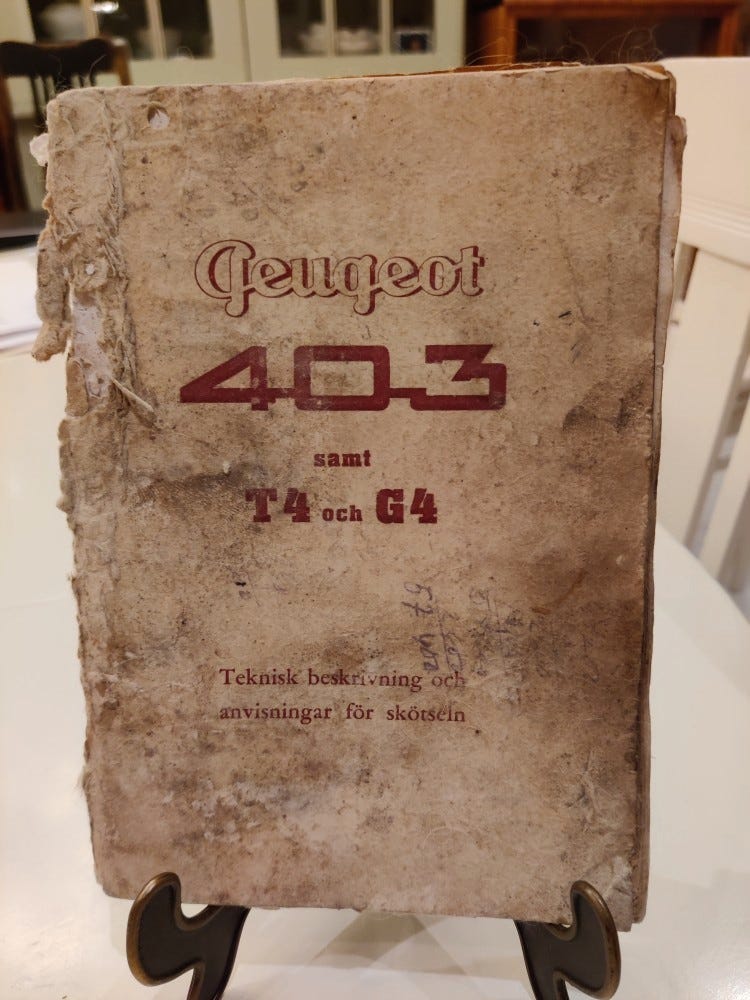 Peugeot
403
samt
T4 och G4
Teknisk beskrivning och
anvisningar för skötseln